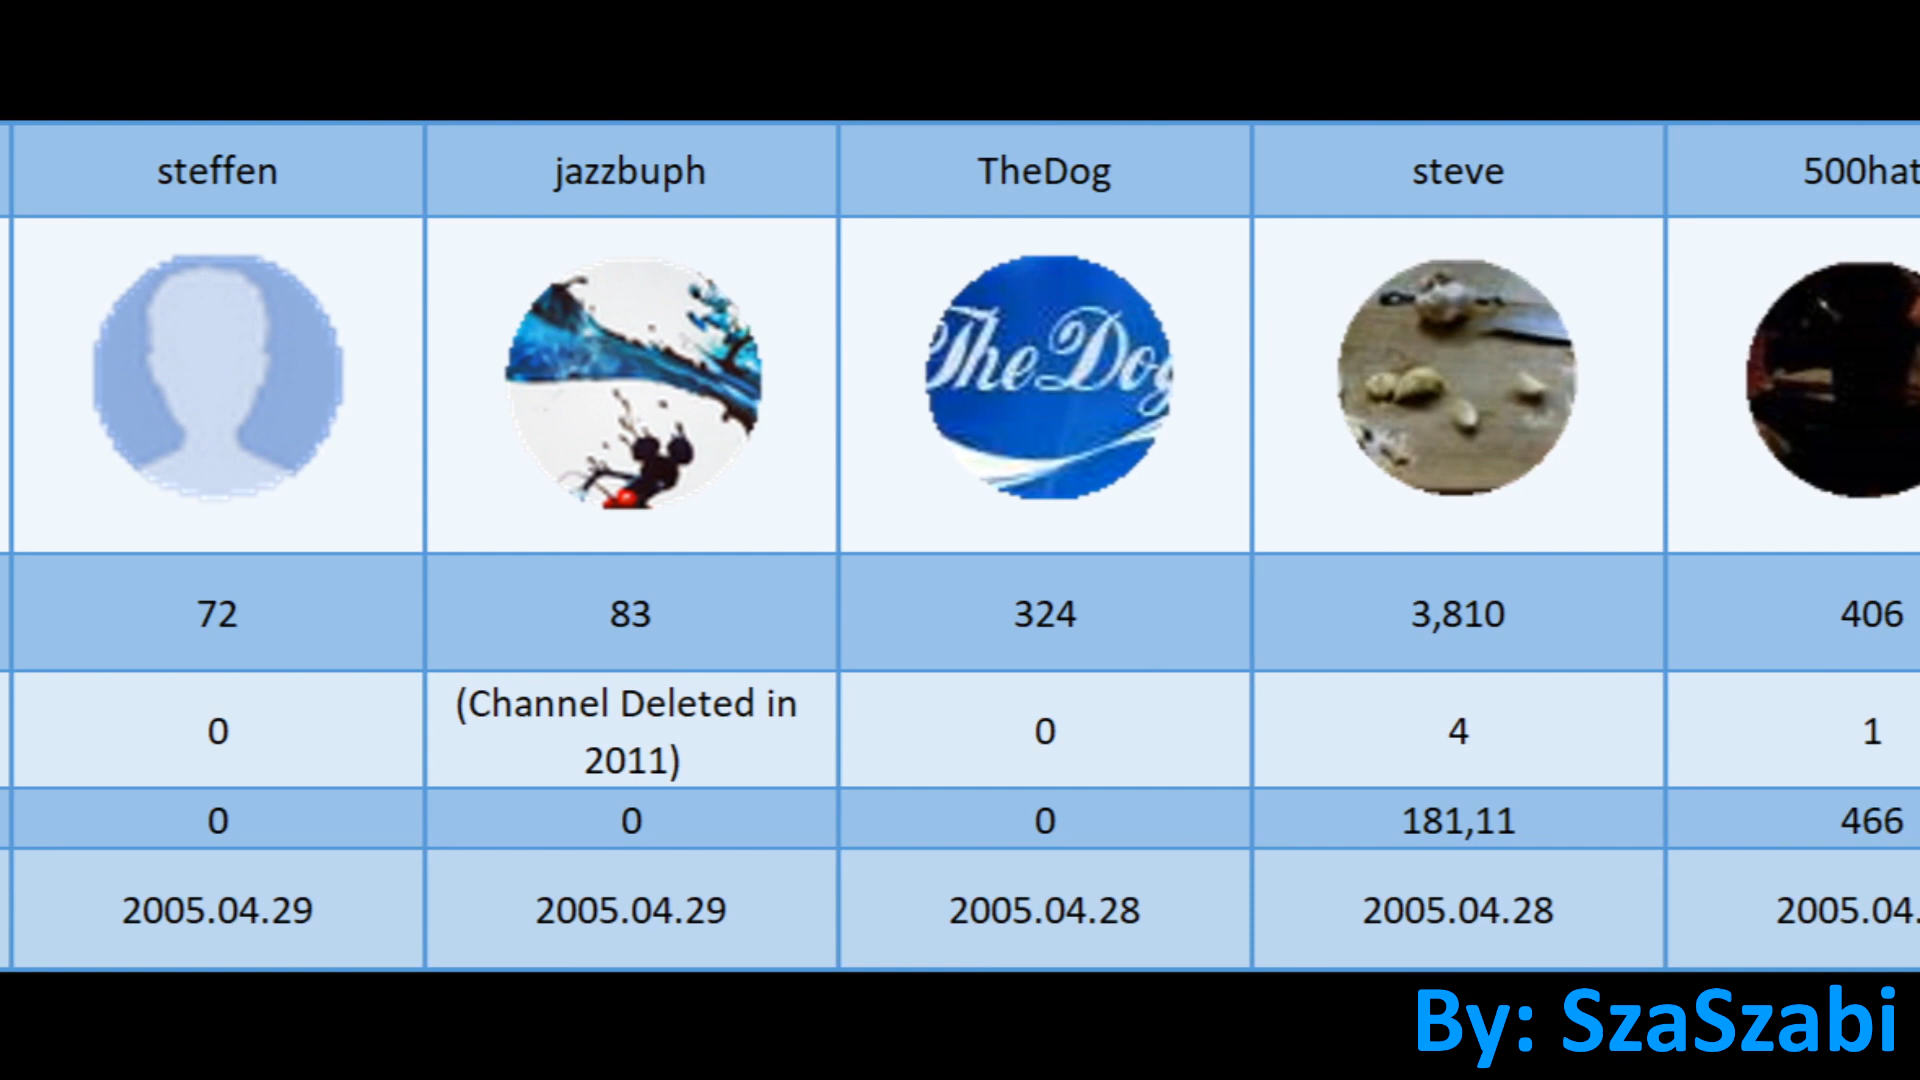 steffen
jazzbuph
TheDog
steve
500hat
The Dog
72
83
324
3,810
406
0
(Channel Deleted in
2011)
0
4
1
0
0
0
181,11
466
2005.04.29
2005.04.29
2005.04.28
2005.04.28
2005.04.
By: SzaSzabi